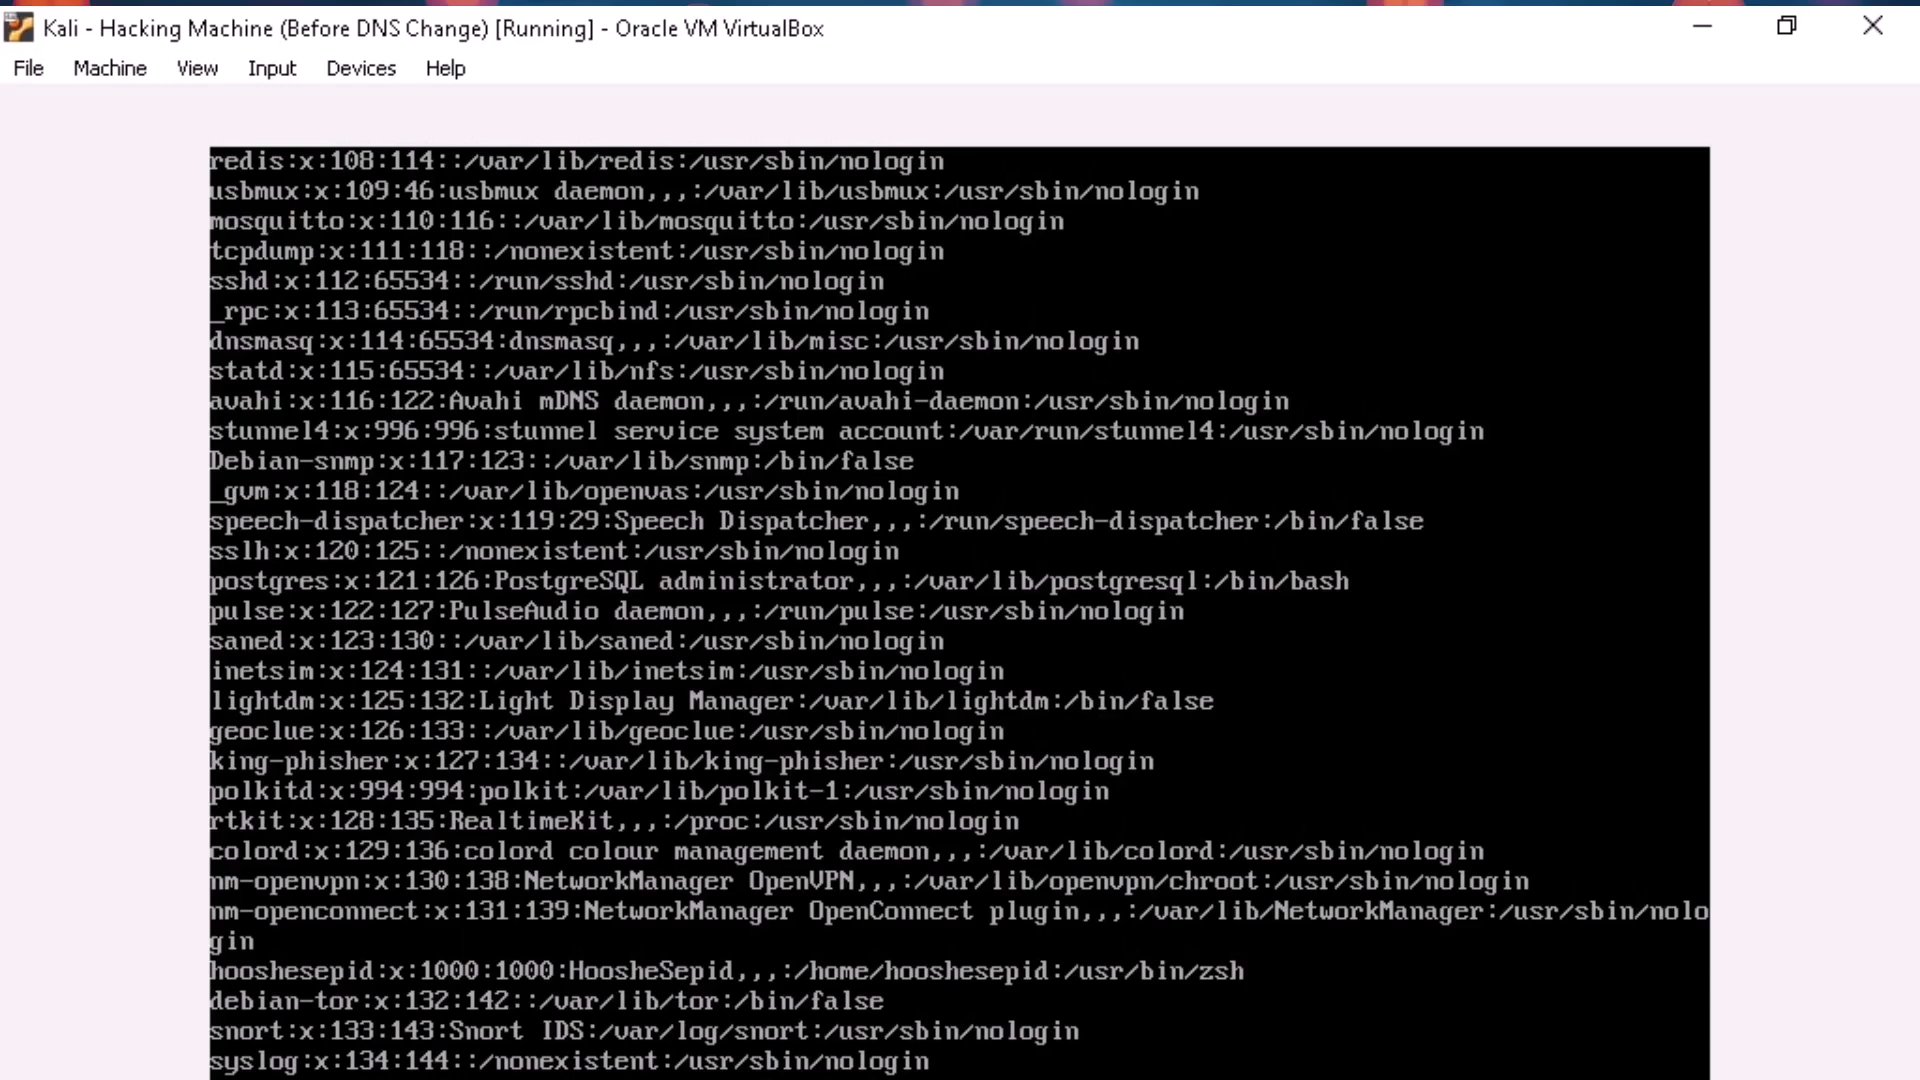 Kali - Hacking Machine (Before DNS Change) [Running] - Oracle VM VirtualBox
File Machine View Input Devices Help
redis:x:108:114::/var/lib/redis:/usr/sbin/nologin
usbmux:x:109:46:usbmux daemon,,,:/var/lib/usbmux:/usr/sbin/nologin
mosquitto:x:110:116::/var/lib/mosquitto:/usr/sbin/nologin
tcpdump:x:111:118::/nonexistent:/usr/sbin/nologin
sshd:x:112:65534::/run/sshd:/usr/sbin/nologin
_rpc:x:113:65534::/run/rpcbind:/usr/sbin/nologin
dnsmasq:x:114:65534:dnsmasq,,,:/var/lib/misc:/usr/sbin/nologin
statd:x:115:65534::/var/lib/nfs:/usr/sbin/nologin
avahi:x:116:122:Avahi mDNS daemon,,,:/run/avahi-daemon:/usr/sbin/nologin
stunnel4:x:996:996:stunnel service system account:/var/run/stunnel4:/usr/sbin/nologin
Debian-snmp:x:117:123::/var/lib/snmp:/bin/false
_gvm:x:118:124::/var/lib/openvas:/usr/sbin/nologin
speech-dispatcher:x:119:29:Speech Dispatcher,,,:/run/speech-dispatcher:/bin/false
sslh:x:120:125::/nonexistent:/usr/sbin/nologin
postgres:x:121:126:PostgreSQL administrator,,,:/var/lib/postgresql:/bin/bash
pulse:x:122:127:PulseAudio daemon,,,:/run/pulse:/usr/sbin/nologin
saned:x:123:130::/var/lib/saned:/usr/sbin/nologin
inetsim:x:124:131::/var/lib/inetsim:/usr/sbin/nologin
lightdm:x:125:132:Light Display Manager:/var/lib/lightdm:/bin/false
geoclue:x:126:133::/var/lib/geoclue:/usr/sbin/nologin
king-phisher:x:127:134::/var/lib/king-phisher:/usr/sbin/nologin
polkitd:x:994:994:polkit:/var/lib/polkit-1:/usr/sbin/nologin
rtkit:x:128:135:RealtimeKit,,,:/proc:/usr/sbin/nologin
colord:x:129:136:colord colour management daemon,,,:/var/lib/colord:/usr/sbin/nologin
nm-openvpn:x:130:138:NetworkManager OpenVPN,,,:/var/lib/openvpn/chroot:/usr/sbin/nologin
nm-openconnect:x:131:139:NetworkManager OpenConnect plugin,,,:/var/lib/NetworkManager:/usr/sbin/nolo
gin
hooshesepid:x:1000:1000:HoosheSepid,,,:/home/hooshesepid:/usr/bin/zsh
debian-tor:x:132:142::/var/lib/tor:/bin/false
snort:x:133:143:Snort IDS:/var/log/snort:/usr/sbin/nologin
syslog:x:134:144::/nonexistent:/usr/sbin/nologin